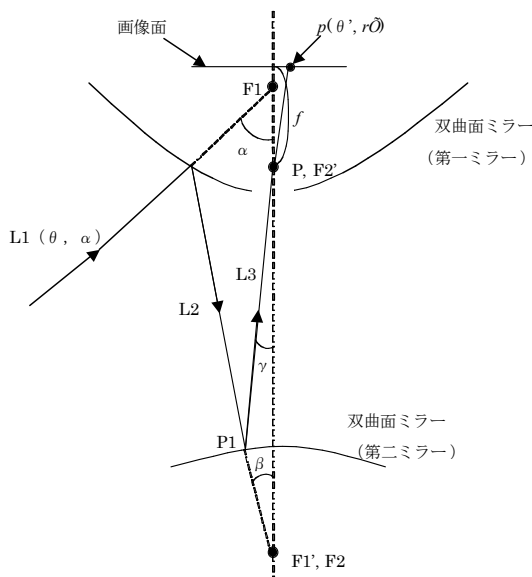 画像面
p(θ', rÕ)
F1
f
双曲面ミラー
(第一ミラー)
α
P, F2'
L1 (θ, α)
L3
L2
γ
双曲面ミラー
(第二ミラー)
P1
β
F1', F2